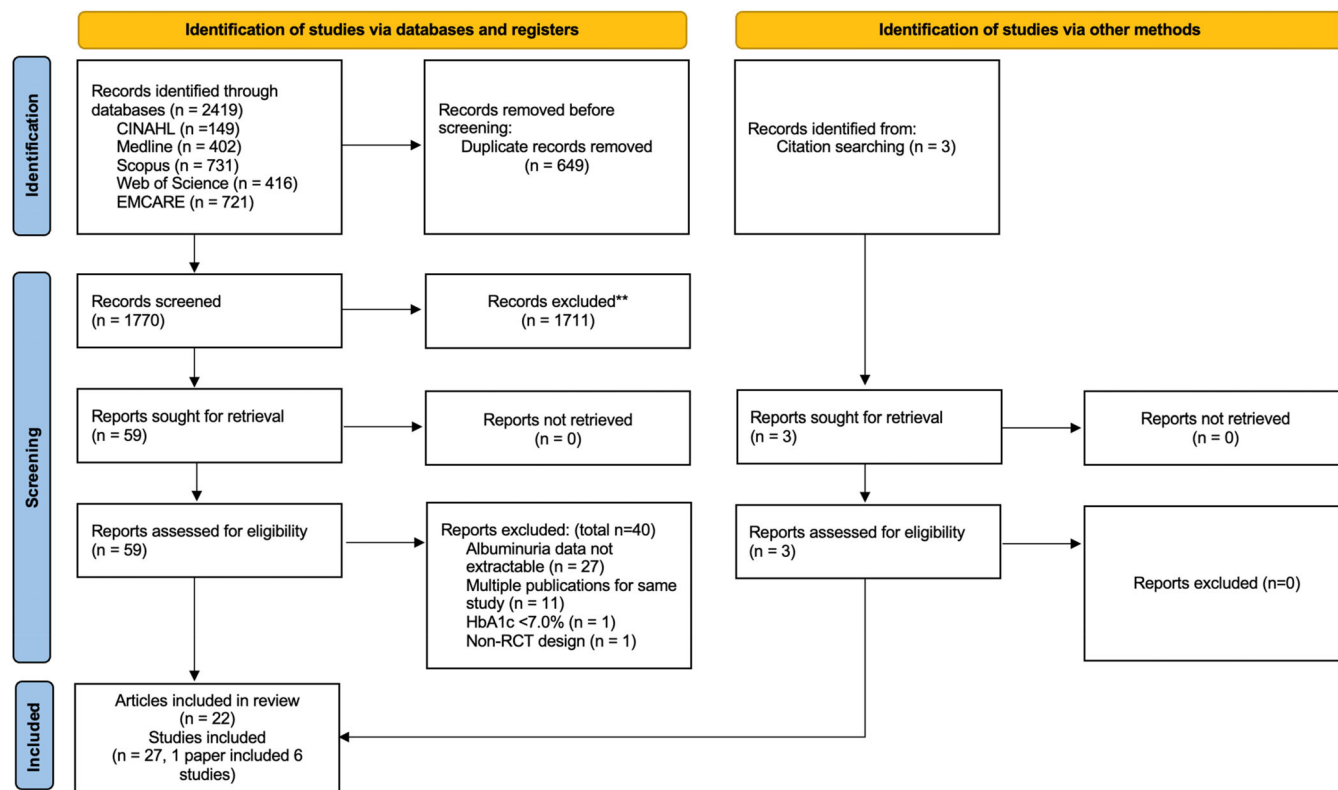 Identification of studies via databases and registers
Identification of studies via other methods
Identification
Records identified through
databases (n = 2419)
CINAHL (n =149)
Medline (n = 402)
Scopus (n = 731)
Web of Science (n = 416)
EMCARE (n = 721)
Records removed before
screening:
Duplicate records removed
(n = 649)
Records identified from:
Citation searching (n = 3)
Screening
Records screened
(n = 1770)
Records excluded**
(n = 1711)
Reports sought for retrieval
(n = 59)
Reports not retrieved
(n = 0)
Reports sought for retrieval
(n = 3)
Reports not retrieved
(n = 0)
Reports assessed for eligibility
(n = 59)
Reports excluded: (total n=40)
Albuminuria data not
extractable (n = 27)
Multiple publications for same
study (n = 11)
HbA1c <7.0% (n = 1)
Non-RCT design (n = 1)
Reports assessed for eligibility
(n = 3)
Reports excluded (n=0)
Included
Articles included in review
(n = 22)
Studies included
(n = 27, 1 paper included 6
studies)